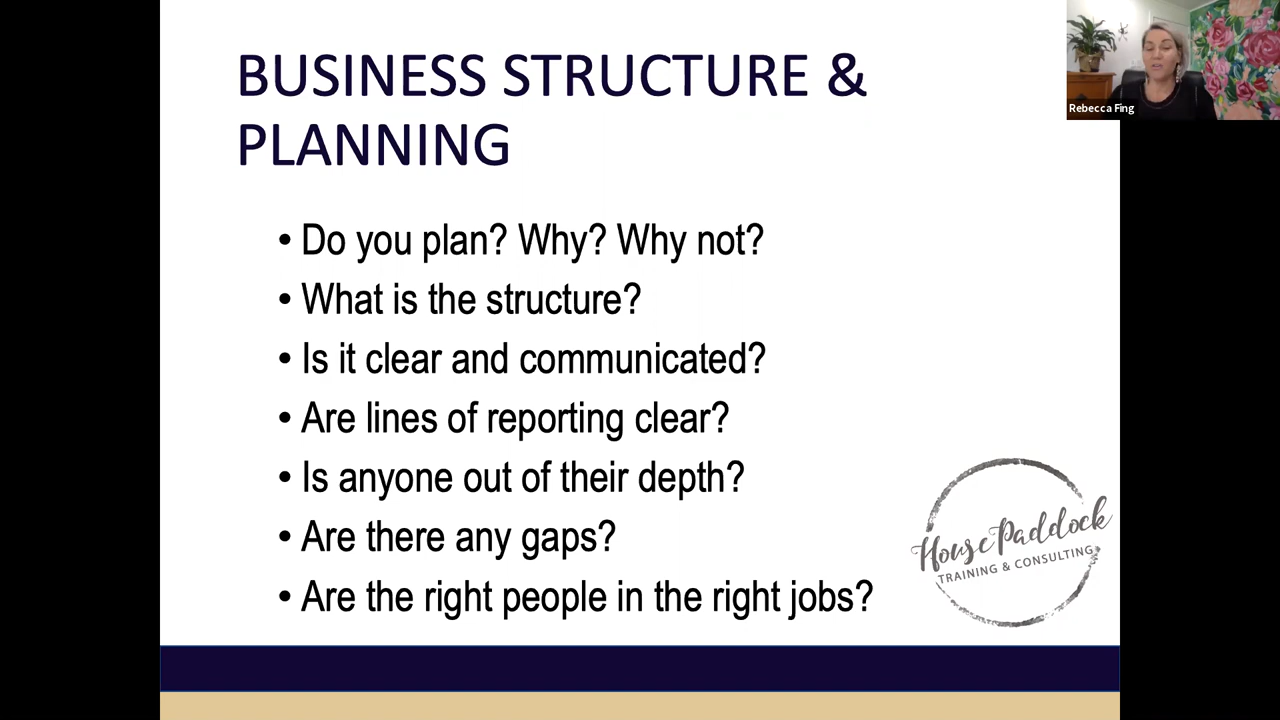 BUSINESS STRUCTURE &
PLANNING
• Do you plan? Why? Why not?
• What is the structure?
• Is it clear and communicated?
• Are lines of reporting clear?
• Is anyone out of their depth?
• Are there any gaps?
• Are the right people in the right jobs?
House Paddock
TRAINING & CONSULTING
Rebecca Fing